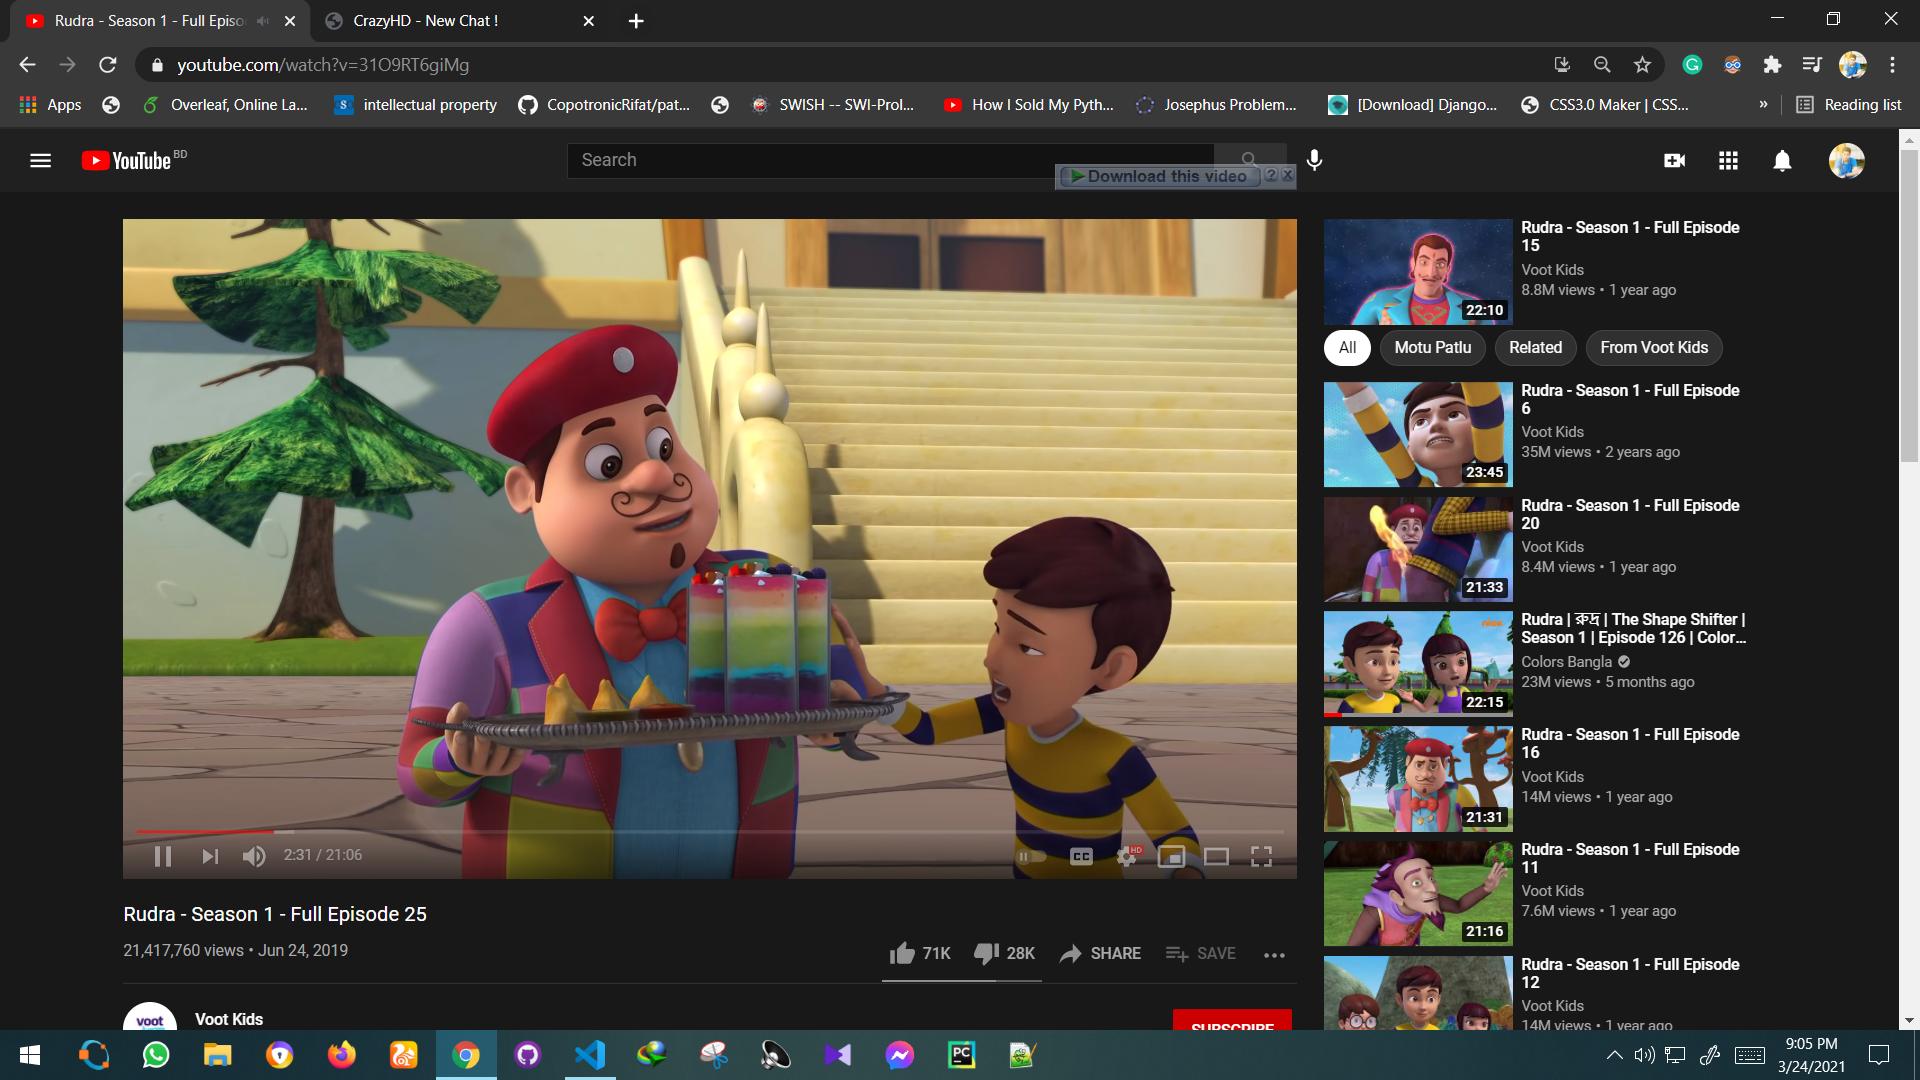 Rudra - Season 1 - Full Episo
CrazyHD - New Chat !
youtube.com/watch?v=31O9RT6giMg
Apps
Overleaf, Online La...
intellectual property
CopotronicRifat/pat...
SWISH -- SWI-Prol...
How I Sold My Pyth...
Josephus Problem...
[Download] Django...
CSS3.0 Maker | CSS...
»
Reading list
YouTube BD
Search
Download this video ? X
Rudra - Season 1 - Full Episode
15
Voot Kids
8.8M views • 1 year ago
22:10
All
Motu Patlu
Related
From Voot Kids
Rudra - Season 1 - Full Episode
6
Voot Kids
35M views • 2 years ago
23:45
Rudra - Season 1 - Full Episode
20
Voot Kids
8.4M views • 1 year ago
21:33
Rudra | রুদ্র | The Shape Shifter |
Season 1 | Episode 126 | Color...
Colors Bangla
23M views • 5 months ago
22:15
Rudra - Season 1 - Full Episode
16
Voot Kids
14M views • 1 year ago
21:31
Rudra - Season 1 - Full Episode
11
Voot Kids
7.6M views • 1 year ago
21:16
Rudra - Season 1 - Full Episode
12
Voot Kids
14M views • 1 year ago
2:31 / 21:06
CC
HD
Rudra - Season 1 - Full Episode 25
21,417,760 views • Jun 24, 2019
71K
28K
SHARE
SAVE
voot
Voot Kids
SUBSCRIBE
PC
9:05 PM
3/24/2021